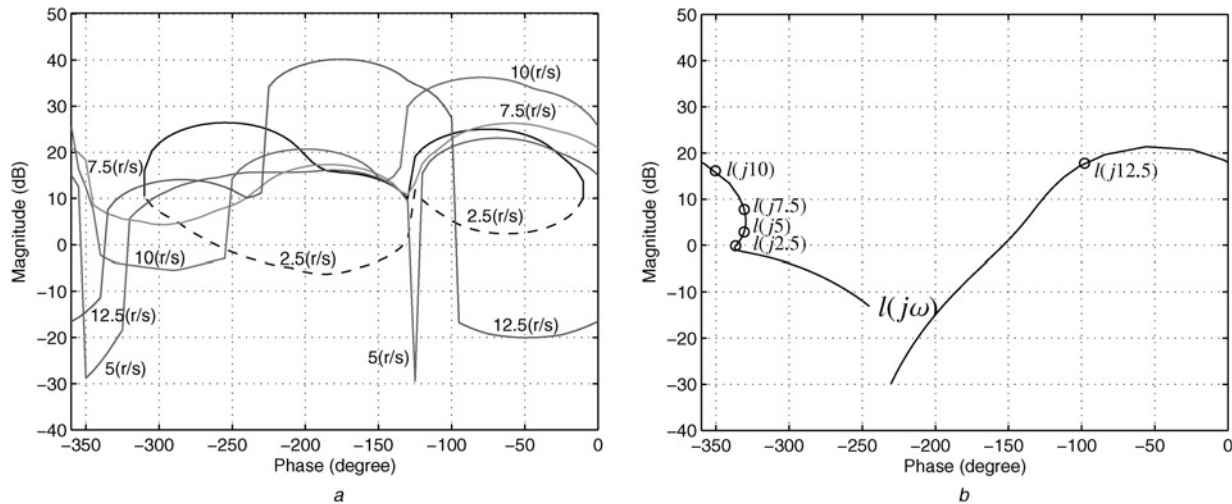 50
40
30
20
10
0
−10
−20
−30
−40
Magnitude (dB)
10(r/s)
7.5(r/s)
7.5(r/s)
2.5(r/s)
10(r/s)
2.5(r/s)
12.5(r/s)
5(r/s)
5(r/s)
12.5(r/s)
−350 −300 −250 −200 −150 −100 −50 0
Phase (degree)
a
50
40
30
20
10
0
−10
−20
−30
−40
Magnitude (dB)
l(j10)
l(j12.5)
l(j7.5)
l(j5)
l(j2.5)
l(jω)
−350 −300 −250 −200 −150 −100 −50 0
Phase (degree)
b